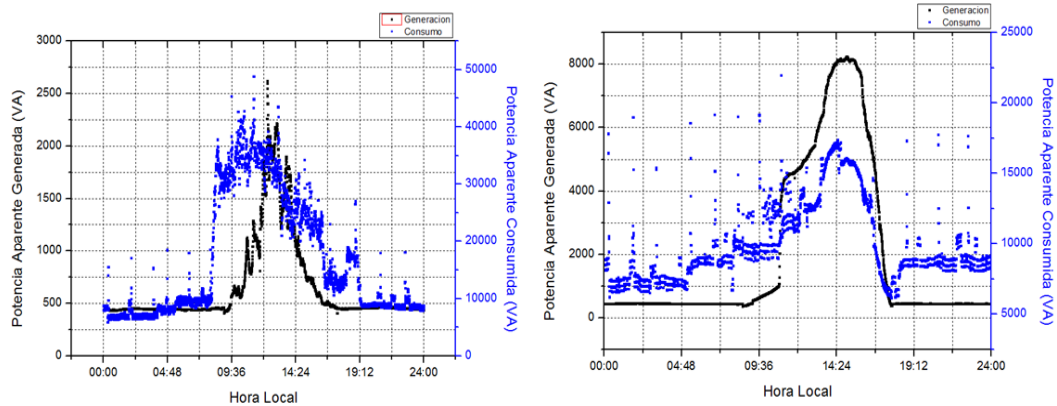 Generacion
Consumo
3000
2500
2000
1500
1000
500
0
Potencia Aparente Generada (VA)
50000
40000
30000
20000
10000
0
Potencia Aparente Consumida (VA)
00:00 04:48 09:36 14:24 19:12 24:00
Hora Local
Generacion
Consumo
8000
6000
4000
2000
0
Potencia Aparente Generada (VA)
25000
20000
15000
10000
5000
Potencia Aparente Consumida (VA)
00:00 04:48 09:36 14:24 19:12 24:00
Hora Local